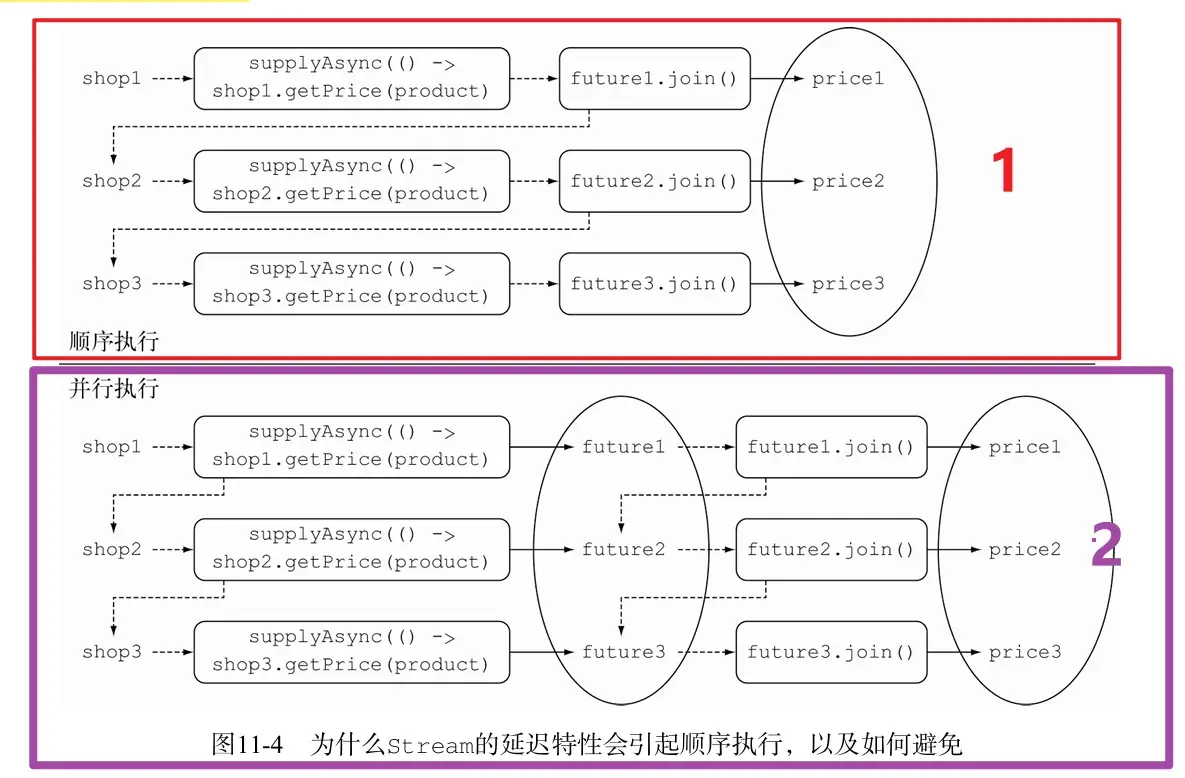 shop1
supplyAsync(() ->
shop1.getPrice(product)
future1.join()
price1
shop2
supplyAsync(() ->
shop2.getPrice(product)
future2.join()
price2
1
shop3
supplyAsync(() ->
shop3.getPrice(product)
future3.join()
price3
顺序执行
并行执行
shop1
supplyAsync(() ->
shop1.getPrice(product)
future1
future1.join()
price1
shop2
supplyAsync(() ->
shop2.getPrice(product)
future2
future2.join()
price2
2
shop3
supplyAsync(() ->
shop3.getPrice(product)
future3
future3.join()
price3
图11-4 为什么Stream的延迟特性会引起顺序执行，以及如何避免